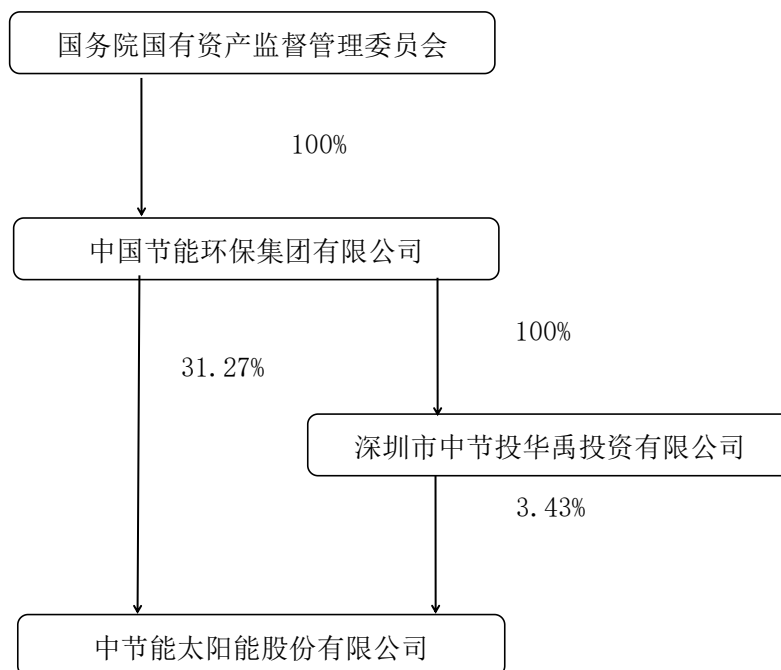 国务院国有资产监督管理委员会
100%
中国节能环保集团有限公司
100%
31.27%
深圳市中节投华禹投资有限公司
3.43%
中节能太阳能股份有限公司